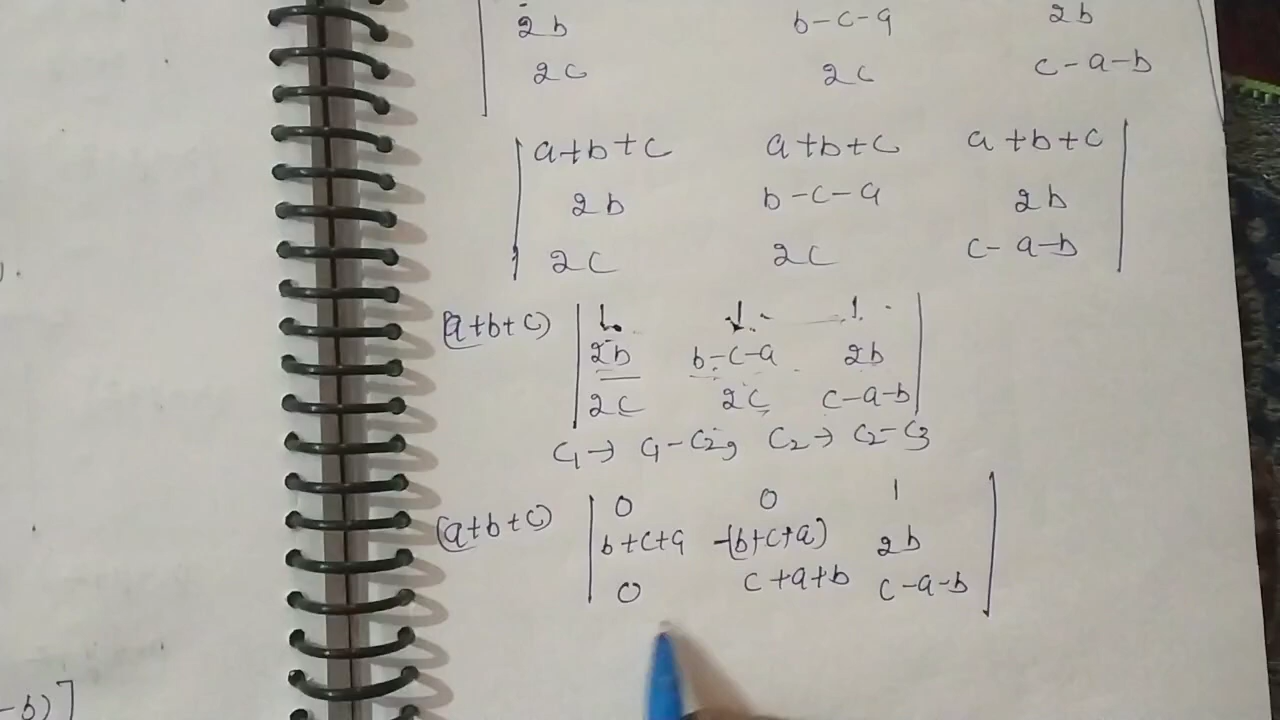 2b b-c-a 2b
2c 2c c-a-b
a+b+c a+b+c a+b+c
2b b-c-a 2b
2c 2c c-a-b
(a+b+c) 1 1 1
2b b-c-a 2b
2c 2c c-a-b
C₁→ C₁-C₂, C₂→ C₂-C₃
(a+b+c) 0 0 1
b+c+a -(b+c+a) 2b
0 c+a+b c-a-b
-b)]